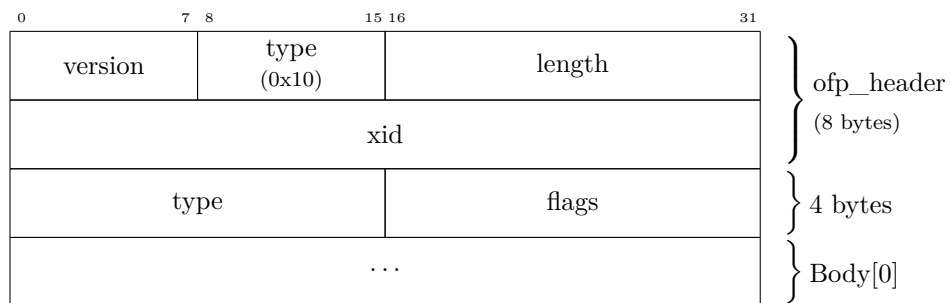 0 7 8 15 16 31
version type length
(0x10)
ofp_header
(8 bytes)
xid
type flags
4 bytes
...
Body[0]